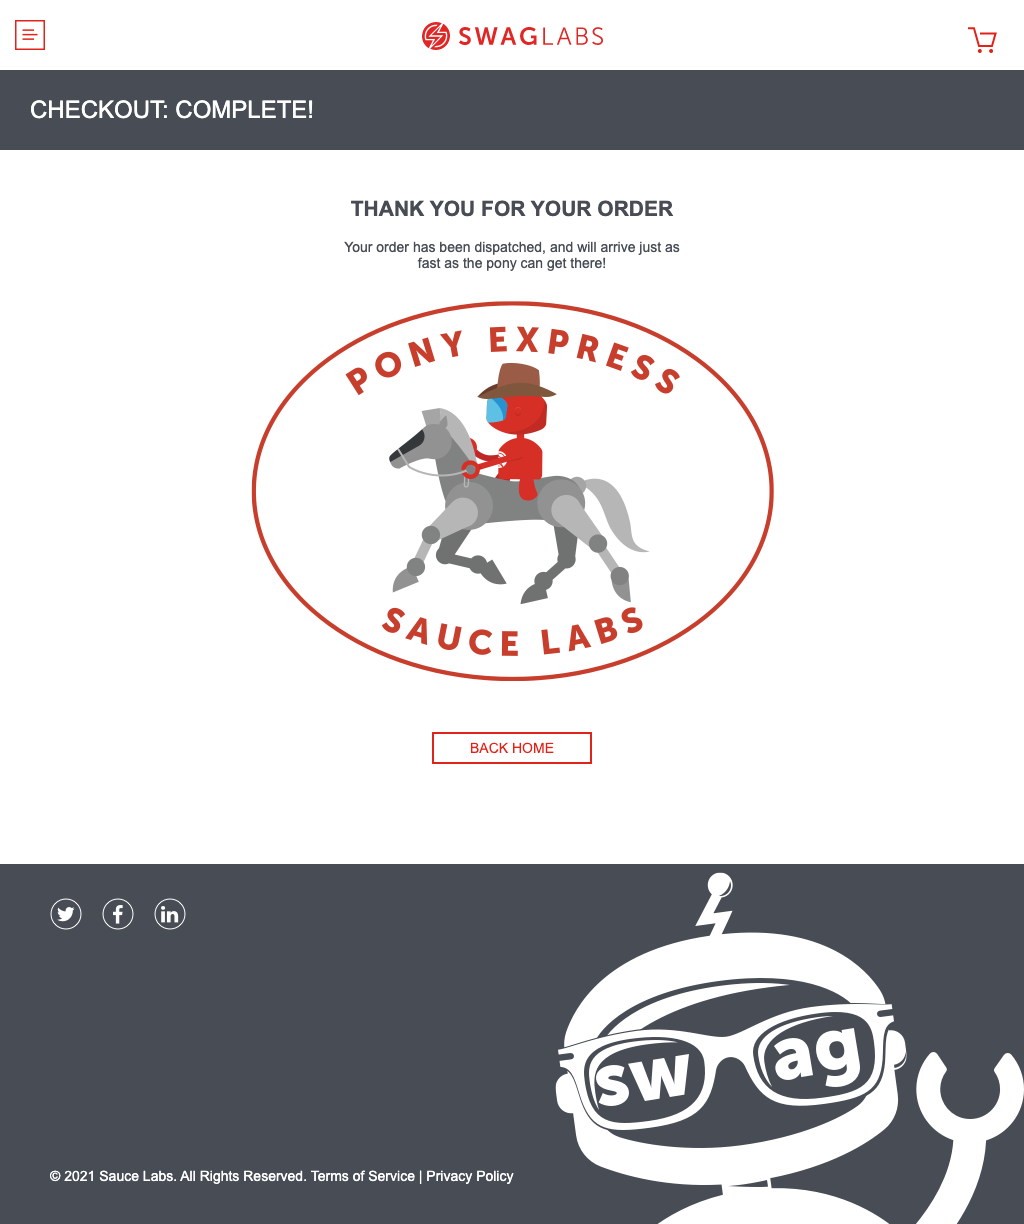 SWAGLABS
CHECKOUT: COMPLETE!
THANK YOU FOR YOUR ORDER
Your order has been dispatched, and will arrive just as
fast as the pony can get there!
PONY EXPRESS
SAUCE LABS
BACK HOME
swag
© 2021 Sauce Labs. All Rights Reserved. Terms of Service | Privacy Policy